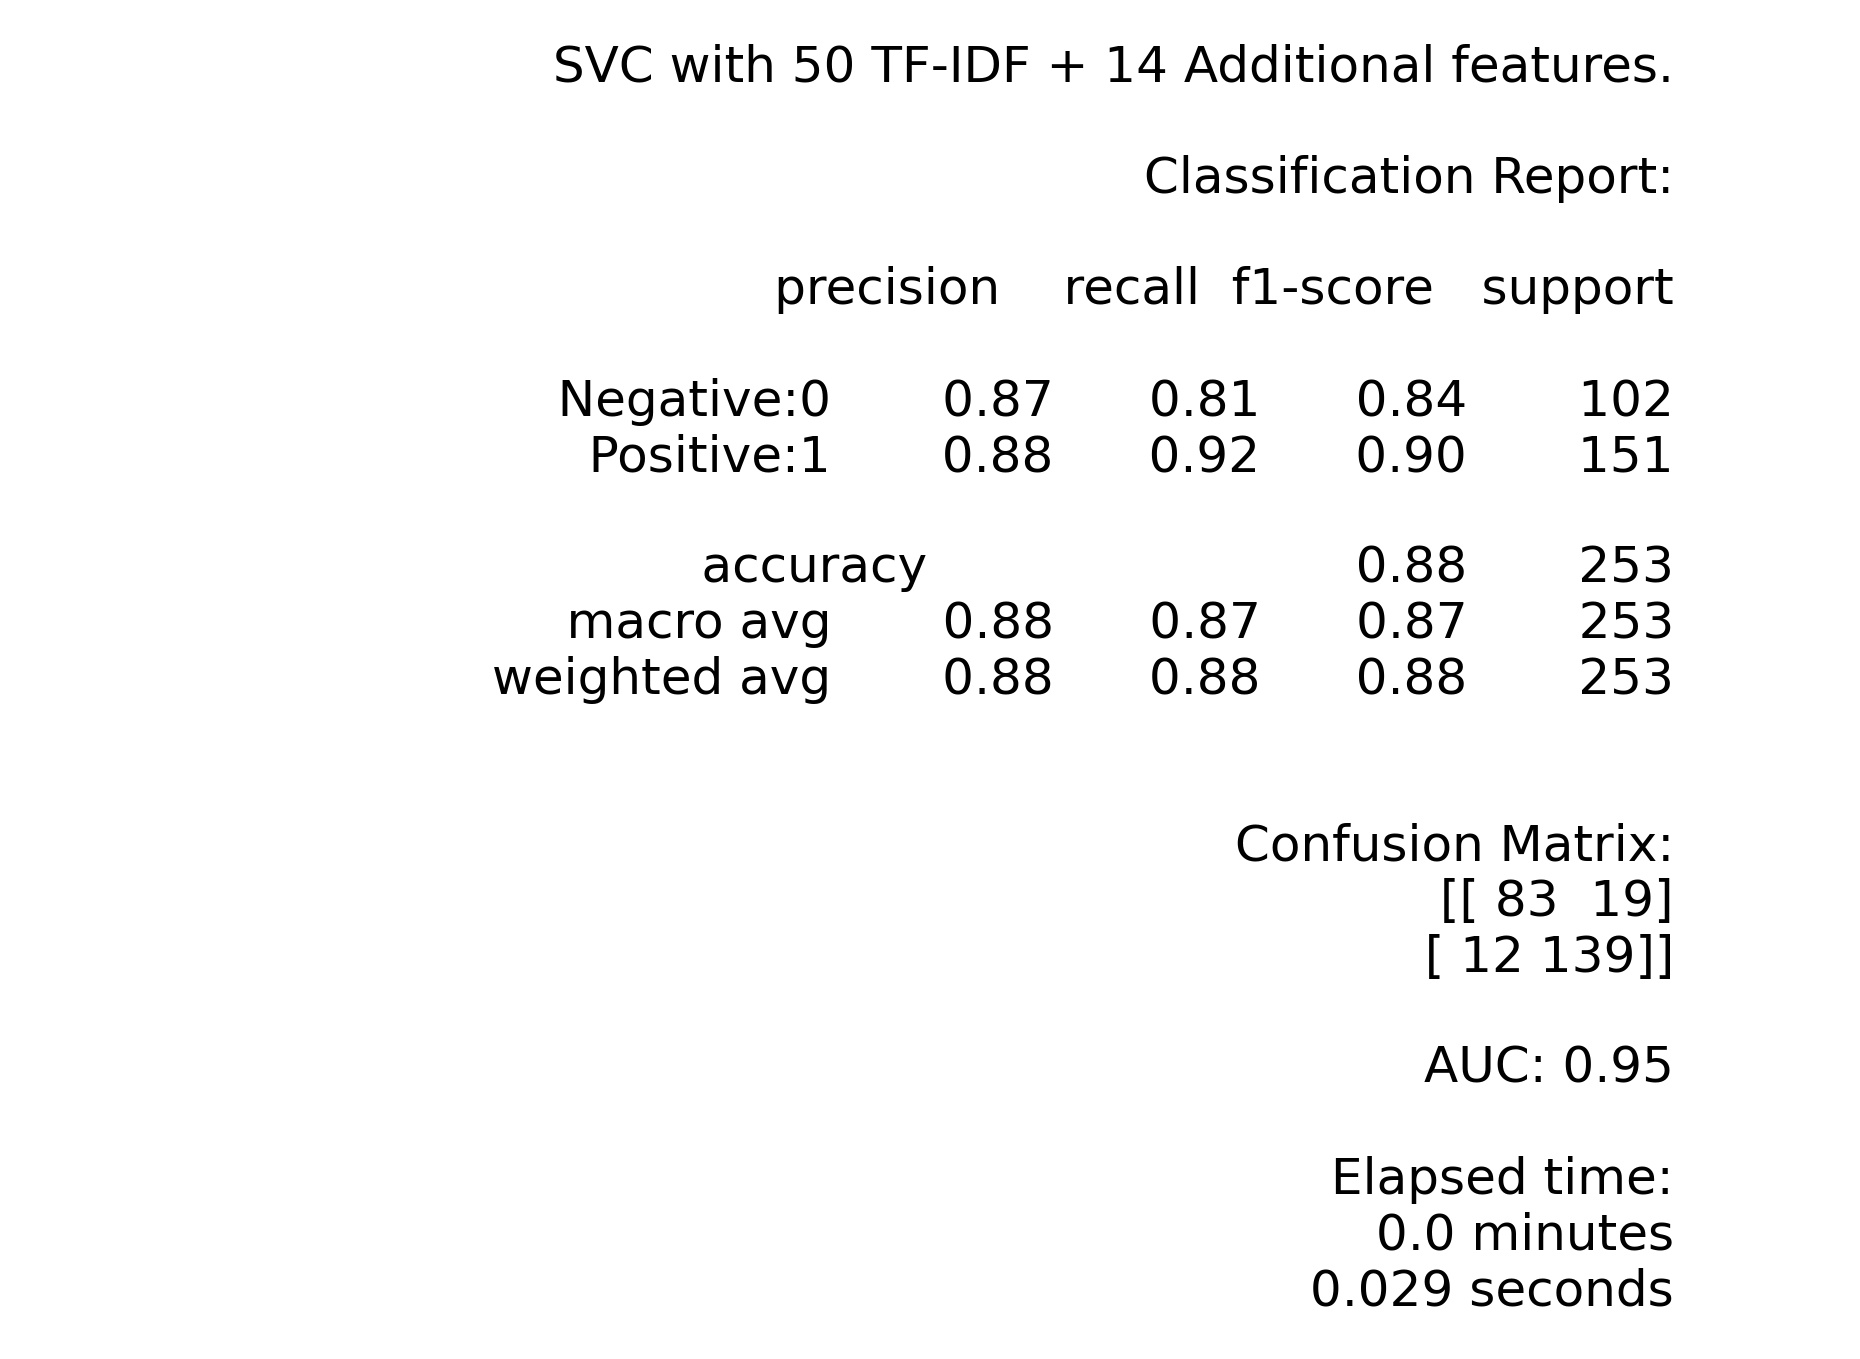 SVC with 50 TF-IDF + 14 Additional features.
Classification Report:
precision recall f1-score support
Negative:0 0.87 0.81 0.84 102
Positive:1 0.88 0.92 0.90 151
accuracy 0.88 253
macro avg 0.88 0.87 0.87 253
weighted avg 0.88 0.88 0.88 253
Confusion Matrix:
[[ 83 19]
[ 12 139]]
AUC: 0.95
Elapsed time:
0.0 minutes
0.029 seconds